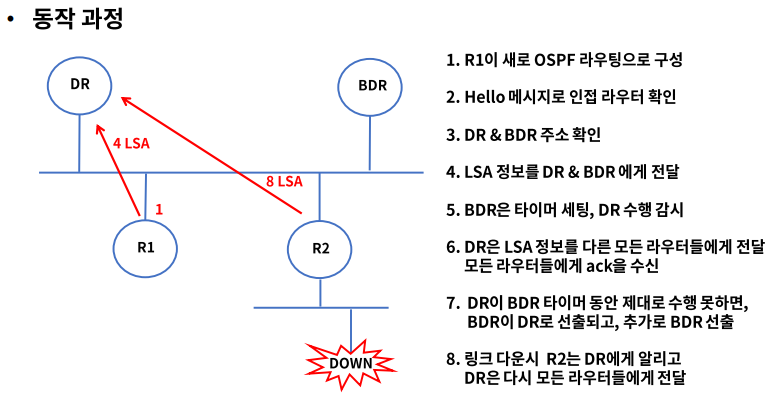 • 동작 과정
DR
BDR
4 LSA
8 LSA
1
R1
R2
DOWN
1. R1이 새로 OSPF 라우팅으로 구성
2. Hello 메시지로 인접 라우터 확인
3. DR & BDR 주소 확인
4. LSA 정보를 DR & BDR 에게 전달
5. BDR은 타이머 세팅, DR 수행 감시
6. DR은 LSA 정보를 다른 모든 라우터들에게 전달
모든 라우터들에게 ack을 수신
7. DR이 BDR 타이머 동안 제대로 수행 못하면,
BDR이 DR로 선출되고, 추가로 BDR 선출
8. 링크 다운시 R2는 DR에게 알리고
DR은 다시 모든 라우터들에게 전달